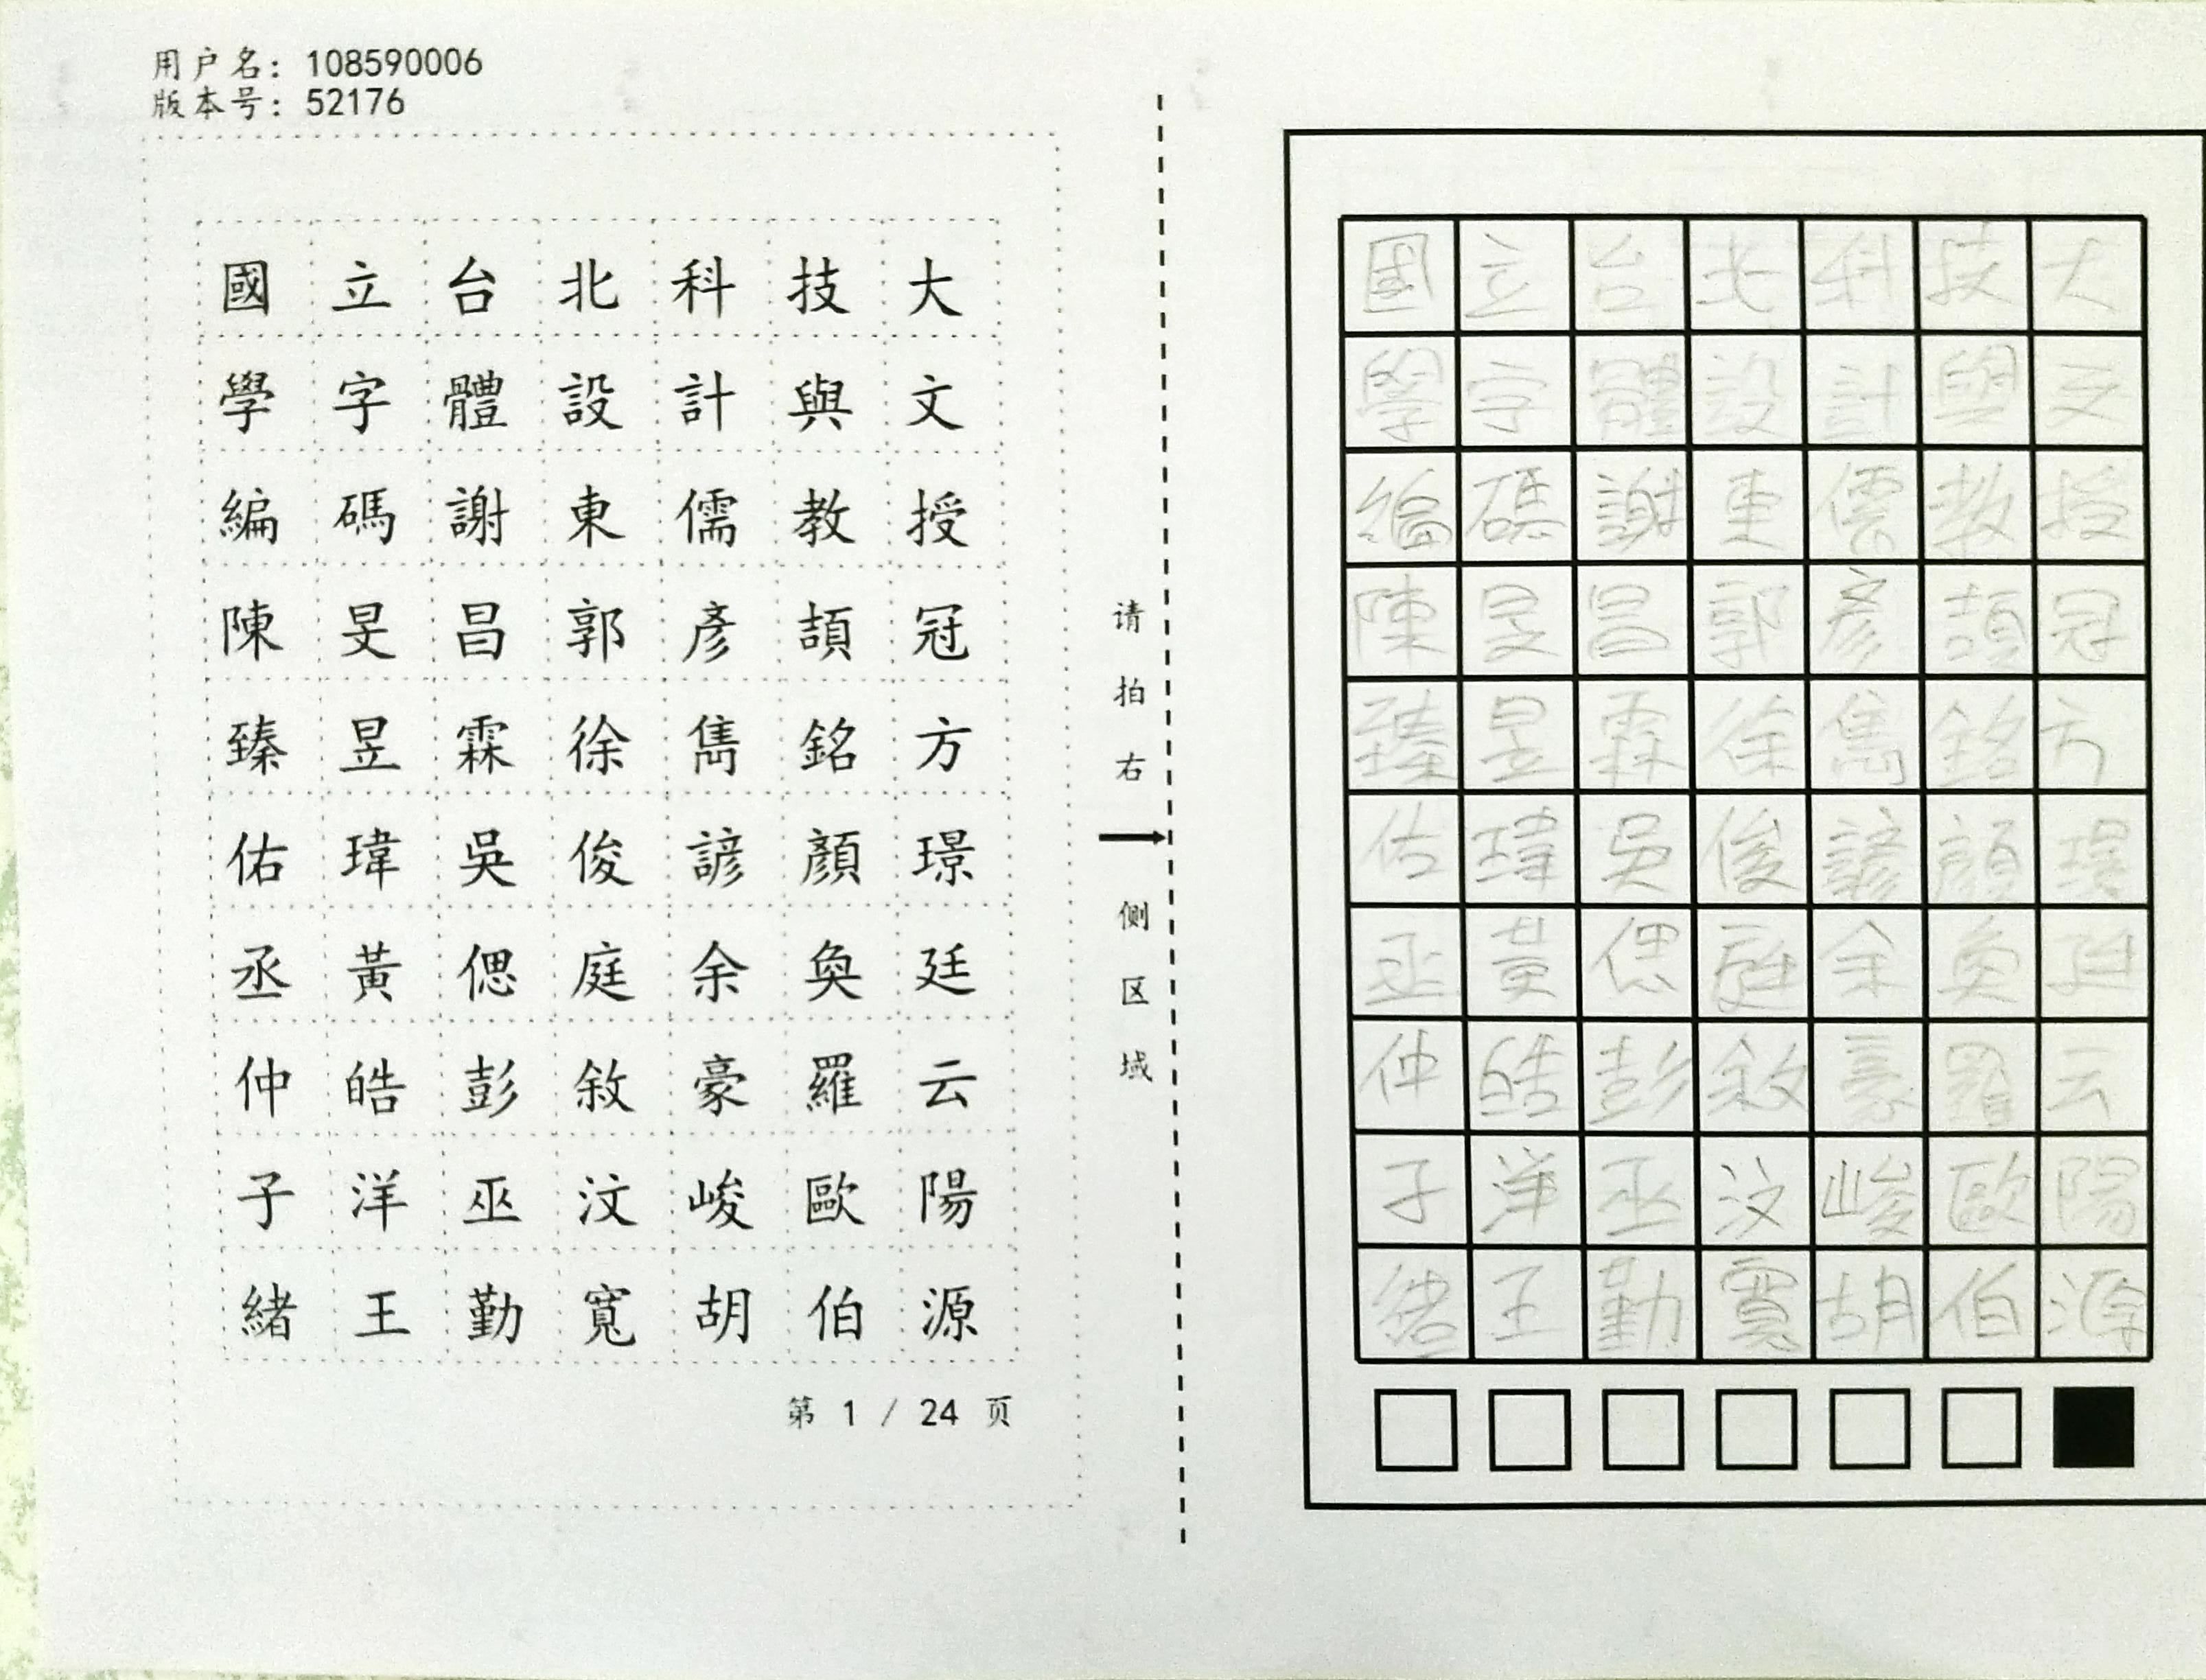 用户名: 108590006
版本号: 52176
國立台北科技大
學字體設計與文
編碼謝東儒教授
陳旻昌郭彥頡冠
臻昱霖徐雋銘方
佑瑋吳俊諺顏璟
丞黃偲庭余奐廷
仲皓彭敘豪羅云
子洋巫汶峻歐陽
緒王勤寬胡伯源
第 1 / 24 页
请拍右侧区域
國立台北科技大
學字體設計與文
編碼謝東儒教授
陳旻昌郭彥頡冠
臻昱霖徐雋銘方
佑瑋吳俊諺顏璟
丞黃偲庭余奐廷
仲皓彭敘豪羅云
子洋巫汶峻歐陽
緒王勤寬胡伯源